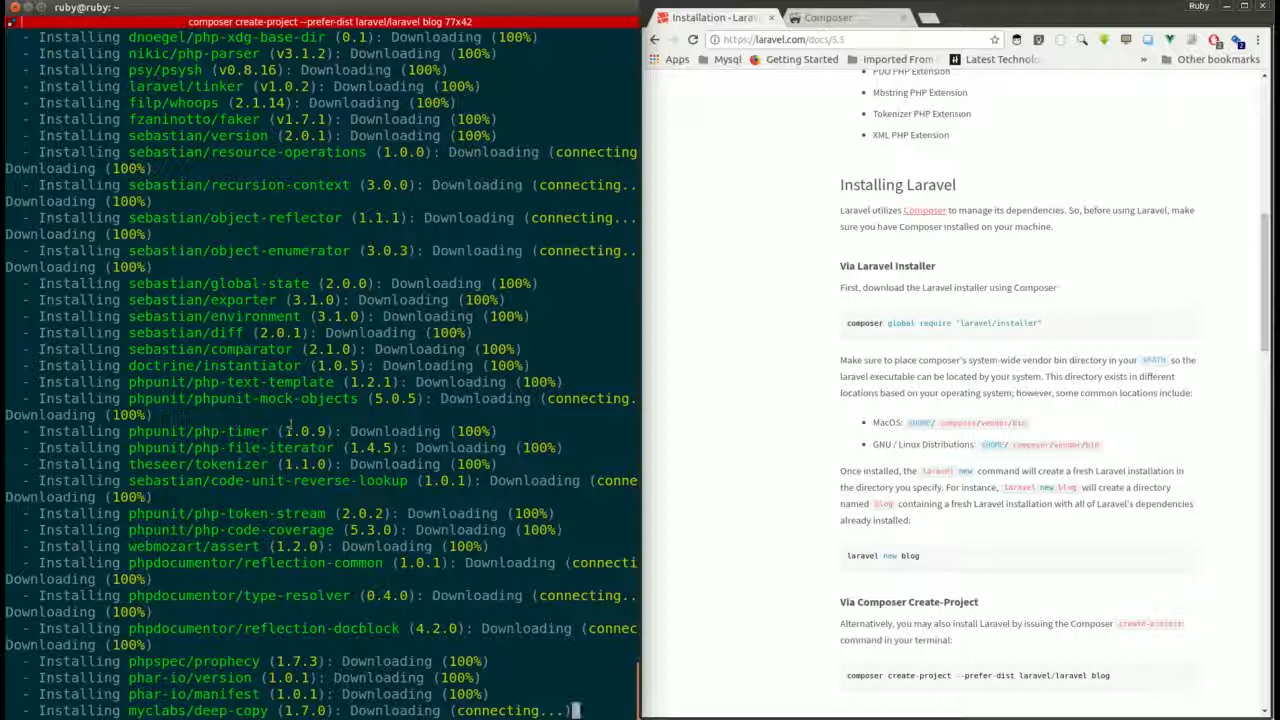 ruby@ruby: ~
composer create-project --prefer-dist laravel/laravel blog 77x42
- Installing dnoegel/php-xdg-base-dir (0.1) Downloading (100%)
- Installing nikic/php-parser (v3.1.2): Downloading (100%)
- Installing psy/psysh (v0.8.16): Downloading (100%)
- Installing laravel/tinker (v1.0.2): Downloading (100%)
- Installing filp/whoops (2.1.14): Downloading (100%)
- Installing fzaninotto/faker (v1.7.1): Downloading (100%)
- Installing sebastian/version (2.0.1): Downloading (100%)
- Installing sebastian/resource-operations (1.0.0): Downloading (connecting
Downloading (100%)
- Installing sebastian/recursion-context (3.0.0): Downloading (connecting..
Downloading (100%)
- Installing sebastian/object-reflector (1.1.1): Downloading (connecting...
Downloading (100%)
- Installing sebastian/object-enumerator (3.0.3): Downloading (connecting..
Downloading (100%)
- Installing sebastian/global-state (2.0.0): Downloading (100%)
- Installing sebastian/exporter (3.1.0): Downloading (100%)
- Installing sebastian/environment (3.1.0): Downloading (100%)
- Installing sebastian/diff (2.0.1): Downloading (100%)
- Installing sebastian/comparator (2.1.0): Downloading (100%)
- Installing doctrine/instantiator (1.0.5): Downloading (100%)
- Installing phpunit/php-text-template (1.2.1): Downloading (100%)
- Installing phpunit/phpunit-mock-objects (5.0.5): Downloading (connecting.
Downloading (100%)
- Installing phpunit/php-timer (1.0.9): Downloading (100%)
- Installing phpunit/php-file-iterator (1.4.5): Downloading (100%)
- Installing theseer/tokenizer (1.1.0): Downloading (100%)
- Installing sebastian/code-unit-reverse-lookup (1.0.1): Downloading (conne
Downloading (100%)
- Installing phpunit/php-token-stream (2.0.2): Downloading (100%)
- Installing phpunit/php-code-coverage (5.3.0): Downloading (100%)
- Installing webmozart/assert (1.2.0): Downloading (100%)
- Installing phpdocumentor/reflection-common (1.0.1): Downloading (connecti
Downloading (100%)
- Installing phpdocumentor/type-resolver (0.4.0): Downloading (connecting..
Downloading (100%)
- Installing phpdocumentor/reflection-docblock (4.2.0): Downloading (connec
Downloading (100%)
- Installing phpspec/prophecy (1.7.3): Downloading (100%)
- Installing phar-io/version (1.0.1): Downloading (100%)
- Installing phar-io/manifest (1.0.1): Downloading (100%)
- Installing myclabs/deep-copy (1.7.0): Downloading (connecting...)
Ruby
Installation - Larav
Composer
https://laravel.com/docs/5.5
Apps Mysql Getting Started Imported From Latest Technolo » Other bookmarks
PDO PHP Extension
Mbstring PHP Extension
Tokenizer PHP Extension
XML PHP Extension
Installing Laravel
Laravel utilizes Composer to manage its dependencies. So, before using Laravel, make
sure you have Composer installed on your machine.
Via Laravel Installer
First, download the Laravel installer using Composer
composer global require "laravel/installer"
Make sure to place composer's system-wide vendor bin directory in your $PATH so the
laravel executable can be located by your system. This directory exists in different
locations based on your operating system; however, some common locations include:
MacOS: $HOME/.composer/vendor/bin
GNU / Linux Distributions: $HOME/.composer/vendor/bin
Once installed, the laravel new command will create a fresh Laravel installation in
the directory you specify. For instance, laravel new blog will create a directory
named blog containing a fresh Laravel installation with all of Laravel's dependencies
already installed:
laravel new blog
Via Composer Create-Project
Alternatively, you may also install Laravel by issuing the Composer create-project
command in your terminal:
composer create-project --prefer-dist laravel/laravel blog